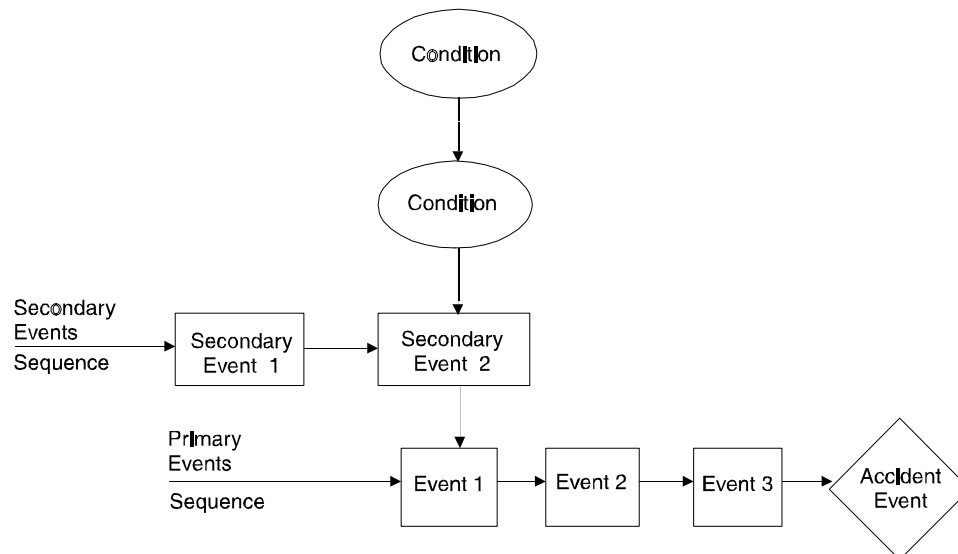 Condition
Condition
Secondary
Events
Sequence
Secondary
Event 1
Secondary
Event 2
Primary
Events
Sequence
Event 1
Event 2
Event 3
Accident
Event